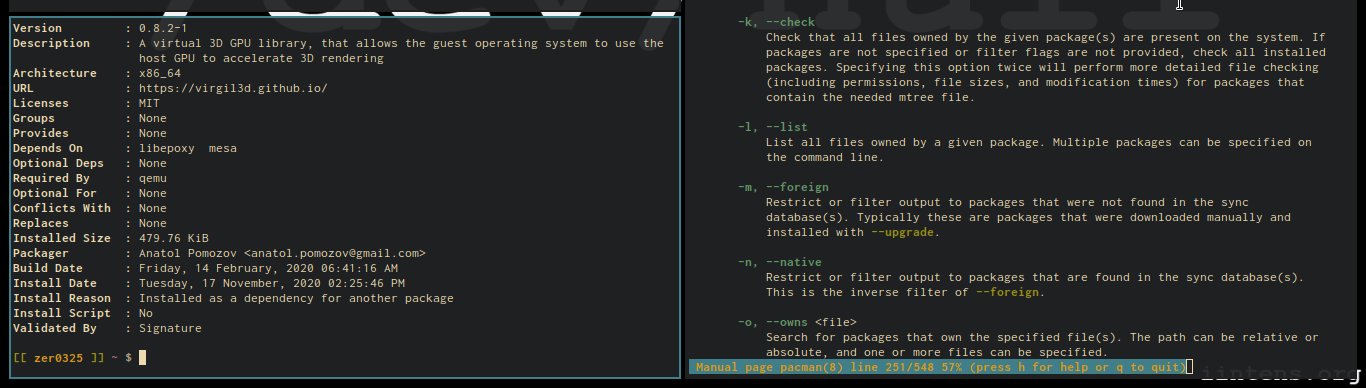 Version : 0.8.2-1
Description : A virtual 3D GPU library, that allows the guest operating system to use the
host GPU to accelerate 3D rendering
Architecture : x86_64
URL : https://virgil3d.github.io/
Licenses : MIT
Groups : None
Provides : None
Depends On : libepoxy mesa
Optional Deps : None
Required By : qemu
Optional For : None
Conflicts With : None
Replaces : None
Installed Size : 479.76 KiB
Packager : Anatol Pomozov <anatol.pomozov@gmail.com>
Build Date : Friday, 14 February, 2020 06:41:16 AM
Install Date : Tuesday, 17 November, 2020 02:25:46 PM
Install Reason : Installed as a dependency for another package
Install Script : No
Validated By : Signature
[[ zer0325 ]] ~ $
-k, --check
Check that all files owned by the given package(s) are present on the system. If
packages are not specified or filter flags are not provided, check all installed
packages. Specifying this option twice will perform more detailed file checking
(including permissions, file sizes, and modification times) for packages that
contain the needed mtree file.
-l, --list
List all files owned by a given package. Multiple packages can be specified on
the command line.
-m, --foreign
Restrict or filter output to packages that were not found in the sync
database(s). Typically these are packages that were downloaded manually and
installed with --upgrade.
-n, --native
Restrict or filter output to packages that are found in the sync database(s).
This is the inverse filter of --foreign.
-o, --owns <file>
Search for packages that own the specified file(s). The path can be relative or
absolute, and one or more files can be specified.
Manual page pacman(8) line 251/548 57% (press h for help or q to quit)